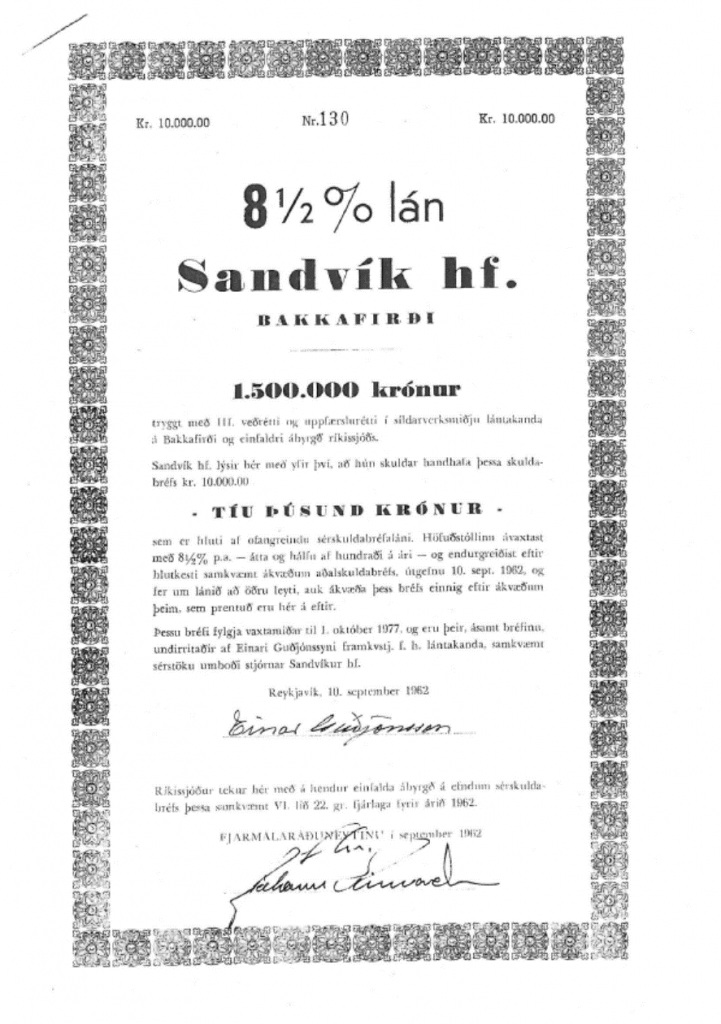 Kr. 10.000.00 Nr.130 Kr. 10.000.00
8 ½ % lán
Sandvík hf.
BAKKAFIRÐI
1.500.000 krónur
tryggt með III. veðrétti og uppfærslurétti í síldarverksmiðju lántakanda
á Bakkafirði og einfaldri ábyrgð ríkissjóðs.
Sandvík hf. lýsir hér með yfir því, að hún skuldar handhafa þessa skulda-
bréfs kr. 10.000.00
- TÍU ÞÚSUND KRÓNUR -
sem er hluti af ofangreindu sérskuldabréfaláni. Höfuðstóllinn ávaxtast
með 8½% p.a. — átta og hálfu af hundraði á ári — og endurgreiðist eftir
hlutkesti samkvæmt ákvæðum aðalskuldabréfs, útgefnu 10. sept. 1962, og
fer um lánið að öðru leyti, auk ákvæða þess bréfs einnig eftir ákvæðum
þeim, sem prentuð eru hér á eftir.
Þessu bréfi fylgja vaxtamiðar til 1. október 1977, og eru þeir, ásamt bréfinu,
undirritaðir af Einari Guðjónssyni framkvstj. f. h. lántakanda, samkvæmt
sérstöku umboði stjórnar Sandvíkur hf.
Reykjavík, 10. september 1962
Einar Guðjónsson
Ríkissjóður tekur hér með á hendur einfalda ábyrgð á efndum sérskulda-
bréfs þessa samkvæmt VI. lið 22. gr. fjárlaga fyrir árið 1962.
FJARMÁLARÁÐUNEYTINU í september 1962